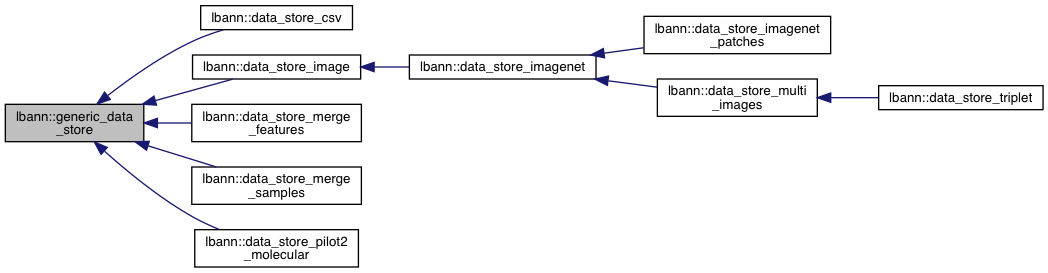 lbann::generic_data
_store
lbann::data_store_csv
lbann::data_store_image
lbann::data_store_merge
_features
lbann::data_store_merge
_samples
lbann::data_store_pilot2
_molecular
lbann::data_store_imagenet
lbann::data_store_imagenet
_patches
lbann::data_store_multi
_images
lbann::data_store_triplet